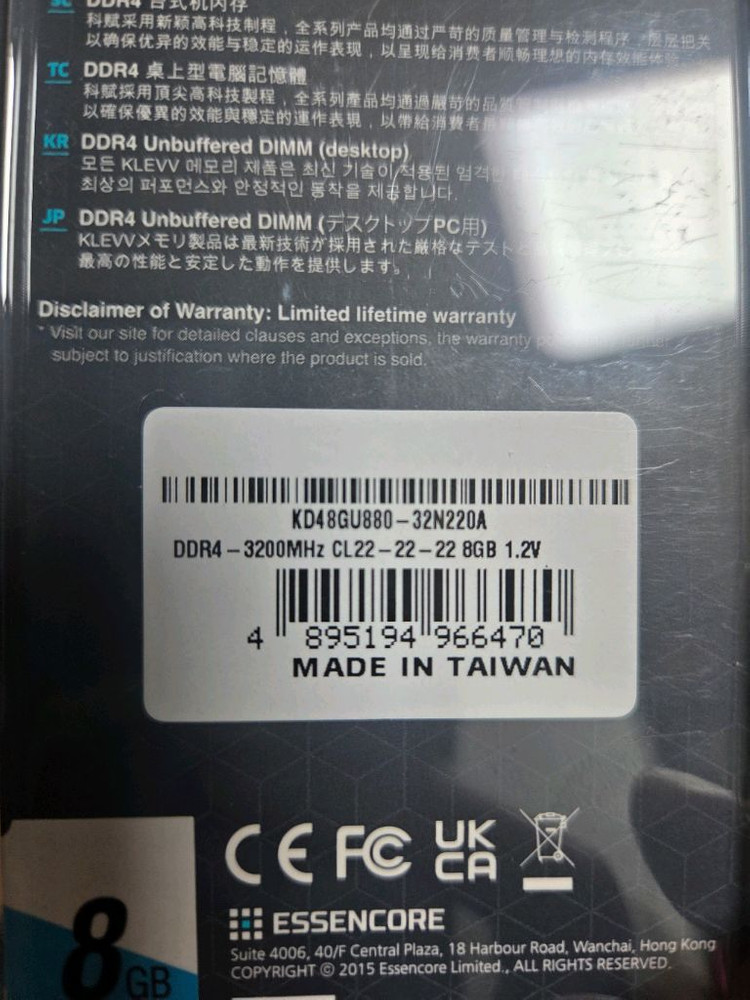 SC DDR4 台式机内存
科赋采用新颖高科技制程，全系列产品均通过严苛的质量管理与检测程序，层层把关
以确保优异的效能与稳定的运作表现，以呈现给消费者顺畅理想的内存效能体验。
TC DDR4 桌上型電腦記憶體
科賦採用頂尖高科技製程，全系列產品均通過嚴苛的品質
以確保優異的效能與穩定的運作表現，以帶給消費者最
KR DDR4 Unbuffered DIMM (desktop)
모든 KLEVV 메모리 제품은 최신 기술이 적용된 엄격한
최상의 퍼포먼스와 안정적인 동작을 제공합니다.
JP DDR4 Unbuffered DIMM (デスクトップPC用)
KLEVVメモリ製品は最新技術が採用された厳格なテスト
最高の性能と安定した動作を提供します。
Disclaimer of Warranty: Limited lifetime warranty
* Visit our site for detailed clauses and exceptions, the warranty
subject to justification where the product is sold.
KD48GU880-32N220A
DDR4-3200MHz CL22-22-22 8GB 1.2V
4 895194 966470
MADE IN TAIWAN
CE FC UK
CA
ESSENCORE
Suite 4006, 40/F Central Plaza, 18 Harbour Road, Wanchai, Hong Kong
COPYRIGHT © 2015 Essencore Limited., ALL RIGHTS RESERVED.
8GB